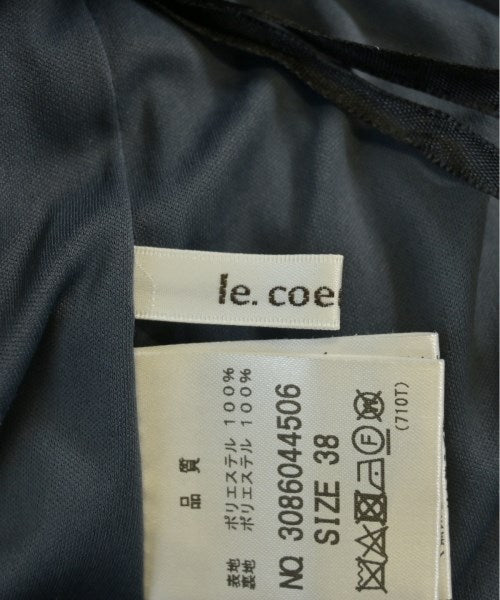 le. coe
品質
表地 ポリエステル 100%
裏地 ポリエステル 100%
NO 3086044506
SIZE 38
(710T)